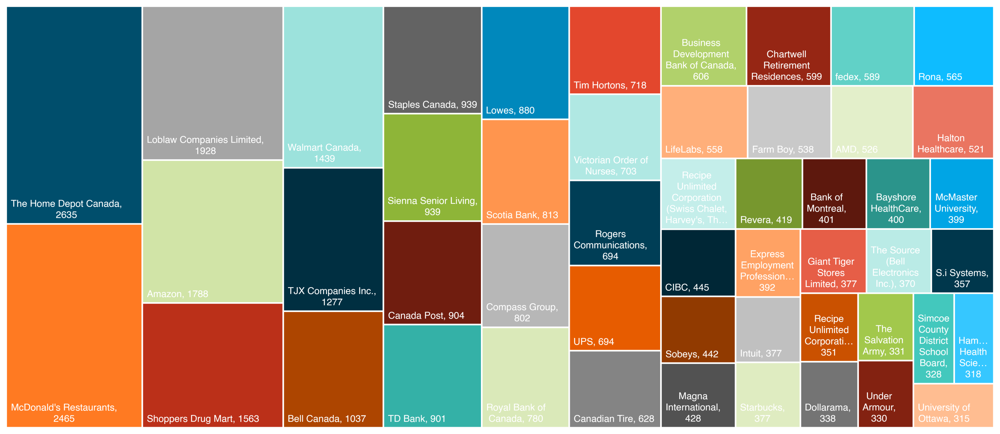 The Home Depot Canada,
2635
McDonald's Restaurants,
2465
Loblaw Companies Limited,
1928
Amazon, 1788
Shoppers Drug Mart, 1563
Walmart Canada,
1439
TJX Companies Inc.,
1277
Bell Canada, 1037
Staples Canada, 939
Sienna Senior Living,
939
Canada Post, 904
TD Bank, 901
Lowes, 880
Scotia Bank, 813
Compass Group,
802
Royal Bank of
Canada, 780
Tim Hortons, 718
Victorian Order of
Nurses, 703
Rogers
Communications,
694
UPS, 694
Canadian Tire, 628
Business
Development
Bank of Canada,
606
Chartwell
Retirement
Residences, 599
fedex, 589
Rona, 565
LifeLabs, 558
Farm Boy, 538
AMD, 526
Halton
Healthcare, 521
Recipe
Unlimited
Corporation
(Swiss Chalet,
Harvey's, Th…
Revera, 419
Bank of
Montreal,
401
Bayshore
HealthCare,
400
McMaster
University,
399
CIBC, 445
Express
Employment
Profession…
392
Giant Tiger
Stores
Limited, 377
The Source
(Bell
Electronics
Inc.), 370
S.i Systems,
357
Sobeys, 442
Intuit, 377
Recipe
Unlimited
Corporati…
351
The
Salvation
Army, 331
Simcoe
County
District
School
Board,
328
Ham…
Health
Scie…
318
Magna
International,
428
Starbucks,
377
Dollarama,
338
Under
Armour,
330
University of
Ottawa, 315